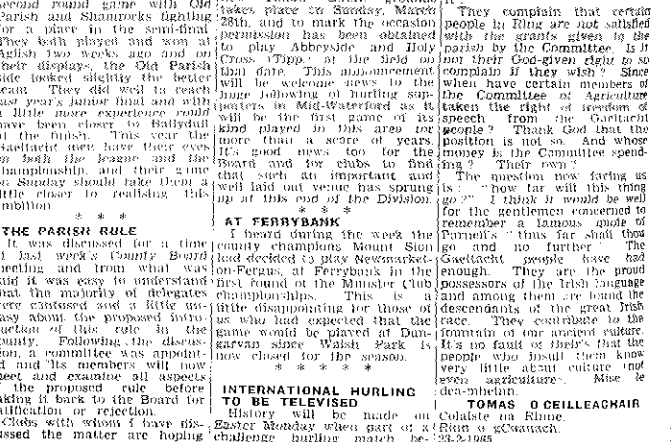 second round game with Old
Parish and Shamrocks fighting
for a place in the semi-final
They both played and won at
Aglish two weeks ago and on
their displays, the Old Parish
side looked slightly the better
team. They did well to reach
last year's Junior final and with
a little more experience could
have been closer to Ballyduff
at the finish. This year the
Gaeltacht men have their eyes
on both the league and the
championship, and their game
on Sunday should take them a
little closer to realising this
ambition.
* * *
THE PARISH RULE
It was discussed for a time
at last week's County Board
meeting and from what was
said it was easy to understand
that the majority of delegates
were confused and a little un-
easy about the proposed intro-
duction of this rule in the
county. Following the discus-
sion, a committee was appoint-
ed and its members will now
meet and examine all aspects
of the proposed rule before
taking it back to the Board for
ratification or rejection.
Clubs with whom I have dis-
cussed the matter are hoping
takes place on Sunday, March
28th, and to mark the occasion
permission has been obtained
to play Abbeyside and Holy
Cross (Tipp.) at the field on
that date. This announcement
will be welcome news to the
huge following of hurling sup-
porters in Mid-Waterford as it
will be the first game of its
kind played in this area for
more than a score of years.
It's good news too for the
Board and for clubs to find
that such an important and
well laid out venue has sprung
up at this end of the Division.
* * *
AT FERRYBANK
I heard during the week the
county champions Mount Sion
had decided to play Newmarket-
on-Fergus, at Ferrybank in the
first round of the Munster Club
championships. This is a
little disappointing for those of
us who had expected that the
game would be played at Dun-
garvan since Walsh Park is
now closed for the season.
* * * * *
INTERNATIONAL HURLING
TO BE TELEVISED
History will be made on
Easter Monday when part of a
challenge hurling match be-
They complain that certain
people in Ring are not satisfied
with the grants given in the
parish by the Committee. Is it
not their God-given right to so
complain if they wish? Since
when have certain members of
the Committee of Agriculture
taken the right of freedom of
speech from the Gaeltacht
people? Thank God that the
position is not so. And whose
money is the Committee spend-
ing? Their own?
The question now facing us
is: "how far will this thing
go?" I think it would be well
for the gentlemen concerned to
remember a famous quote of
Parnell's "thus far shalt thou
go and no further" The
Gaeltacht people have had
enough. They are the proud
possessors of the Irish language
and among them are found the
descendants of the great Irish
race. They contribute to the
fountain of our ancient culture.
It's no fault of their's that the
people who insult them know
very little about culture (not
even agriculture). Mise le
dea-mheinn.
TOMAS O CEILLEACHAIR
Colaiste na Rinne,
Rinn o gCuanach.
23-2-1965